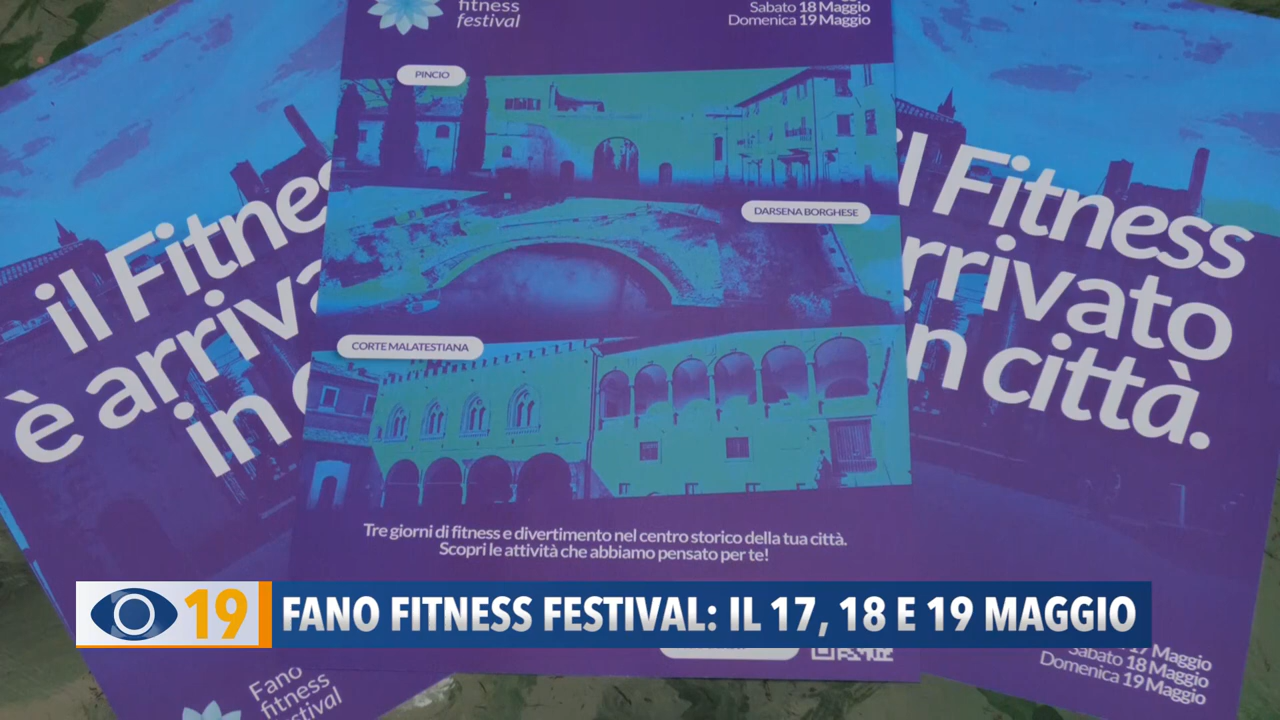 fitness
festival
Sabato 18 Maggio
Domenica 19 Maggio
PINCIO
DARSENA BORGHESE
CORTE MALATESTIANA
Tre giorni di fitness e divertimento nel centro storico della tua città.
Scopri le attività che abbiamo pensato per te!
il Fitness
è arriva
in
Fano
fitness
festival
il Fitness
arrivato
in città.
17 Maggio
Sabato 18 Maggio
Domenica 19 Maggio
19
FANO FITNESS FESTIVAL: IL 17, 18 E 19 MAGGIO